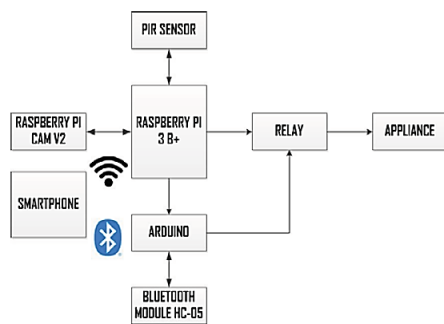 PIR SENSOR
RASPBERRY PI
CAM V2
RASPBERRY PI
3 B+
RELAY
APPLIANCE
SMARTPHONE
ARDUINO
BLUETOOTH
MODULE HC-05